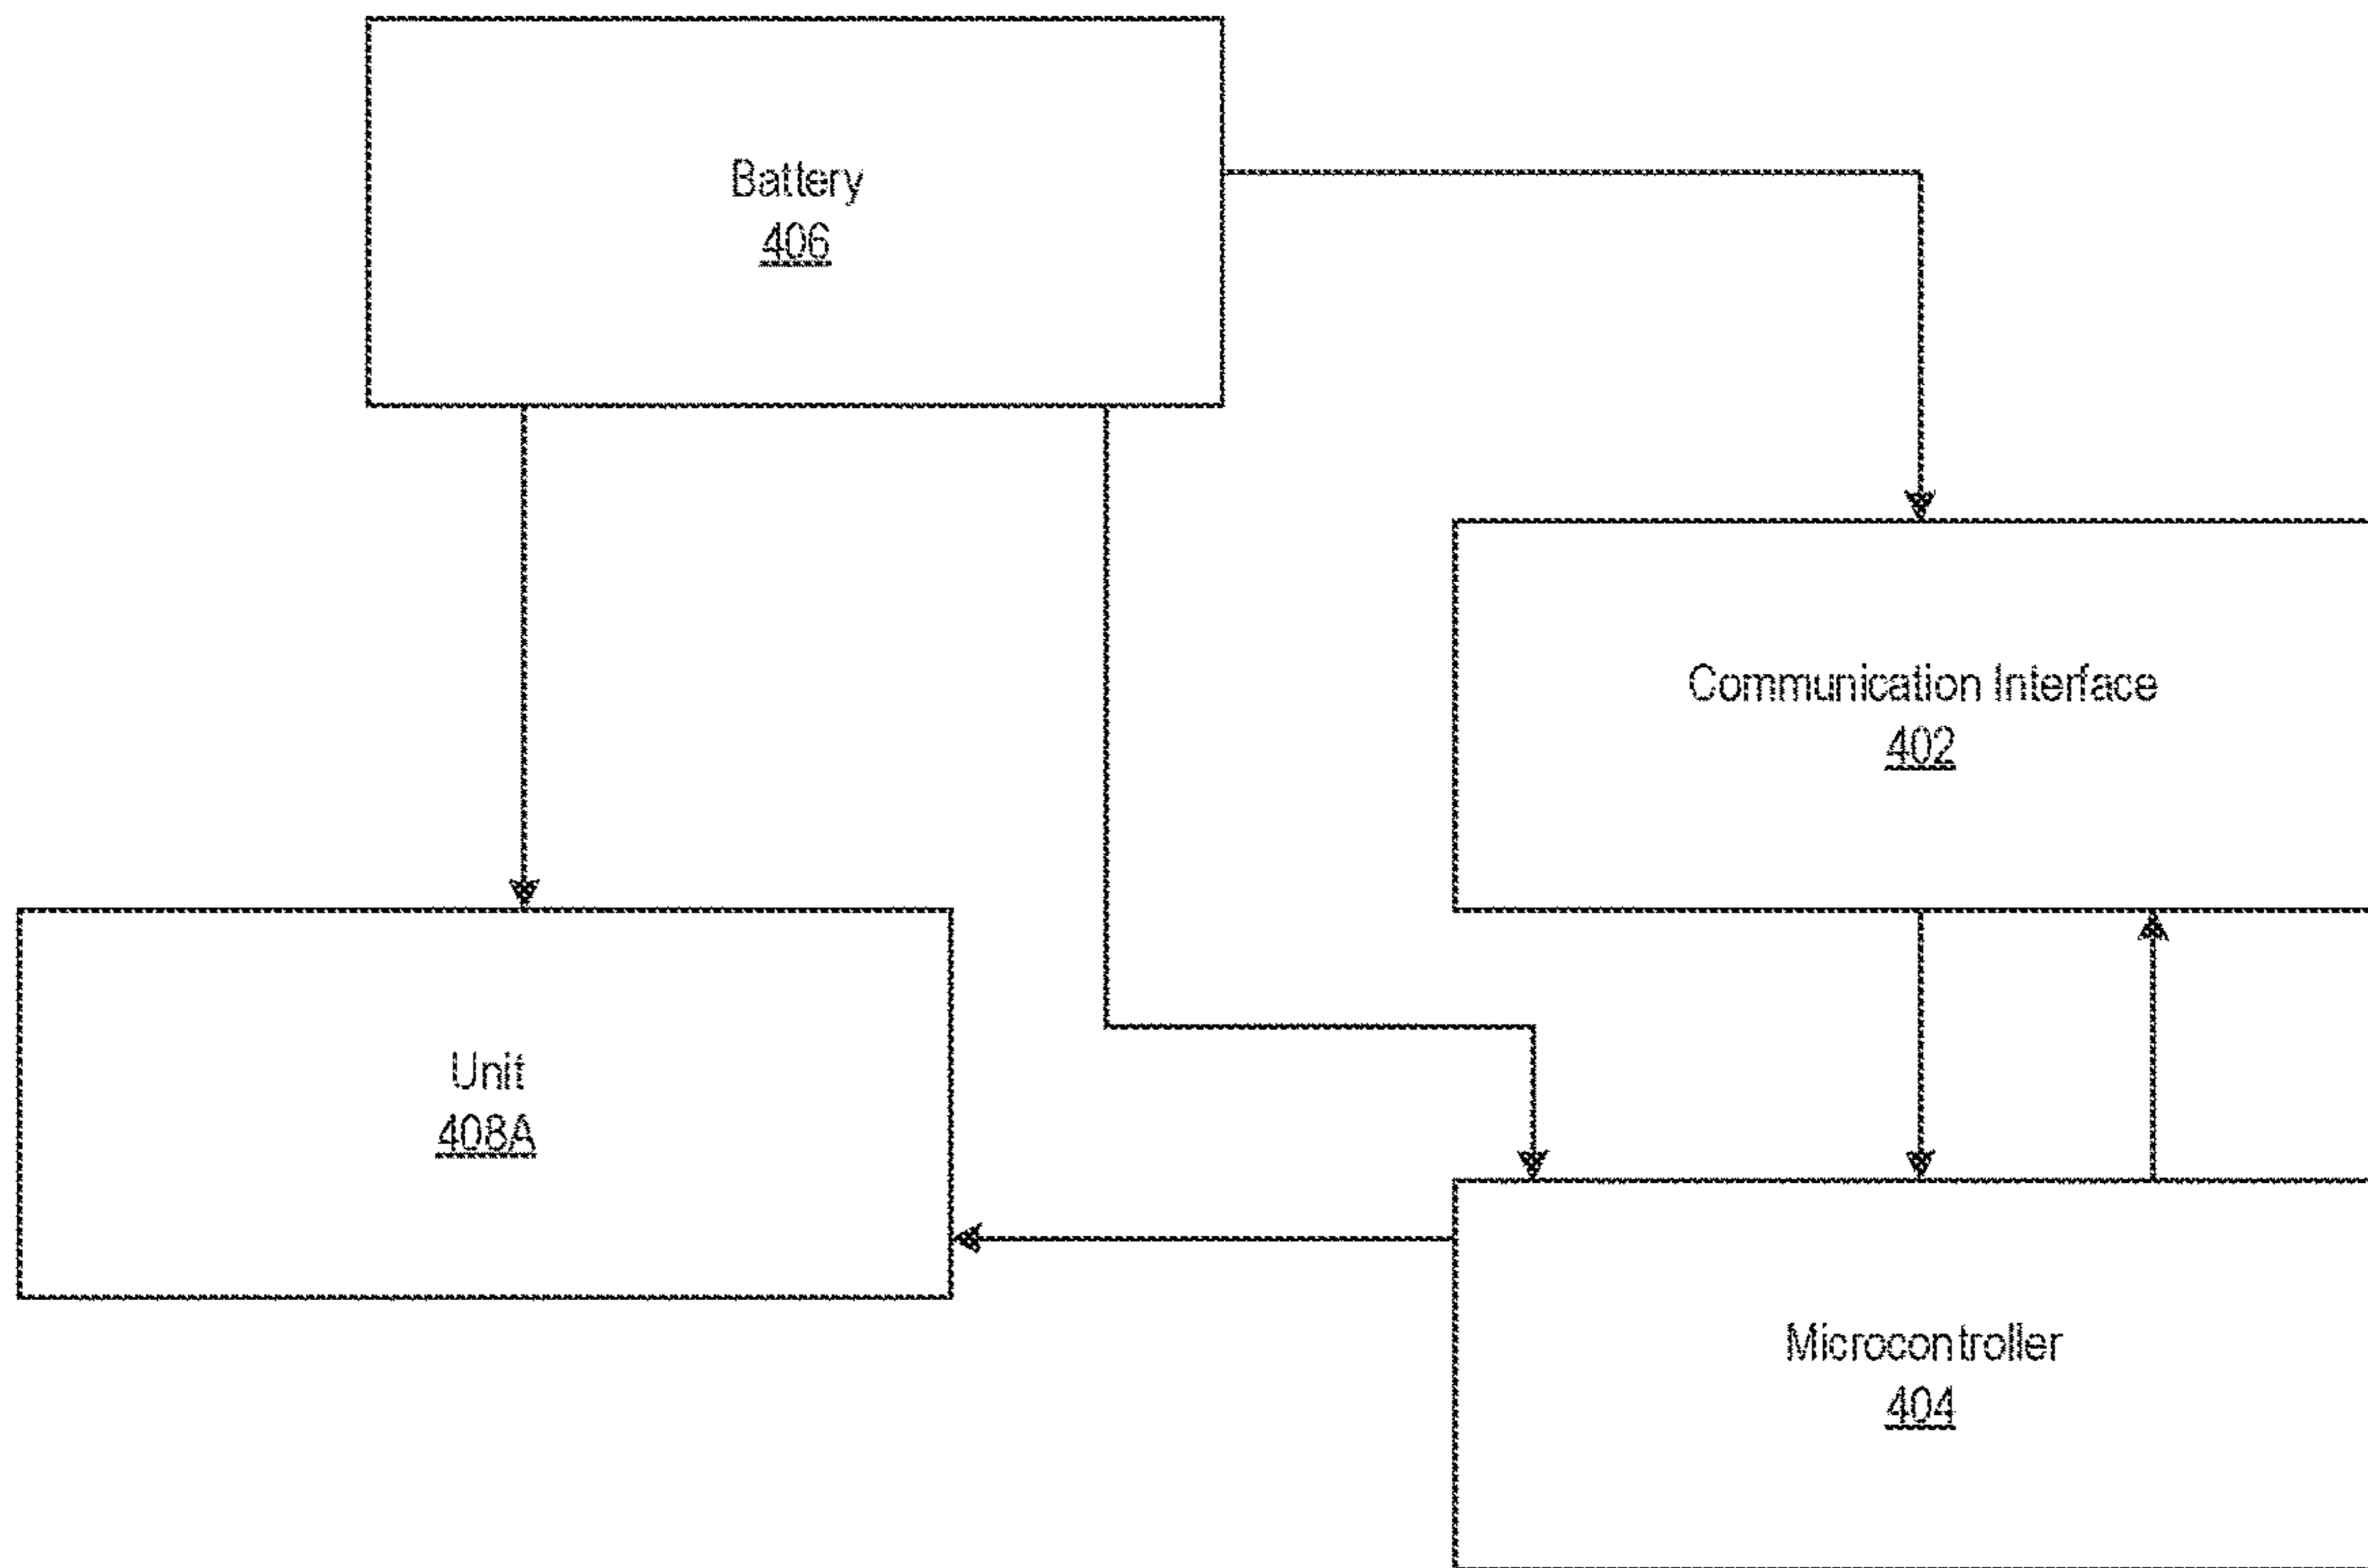 Battery
406
Communication Interface
402
Unit
408A
Microcontroller
404